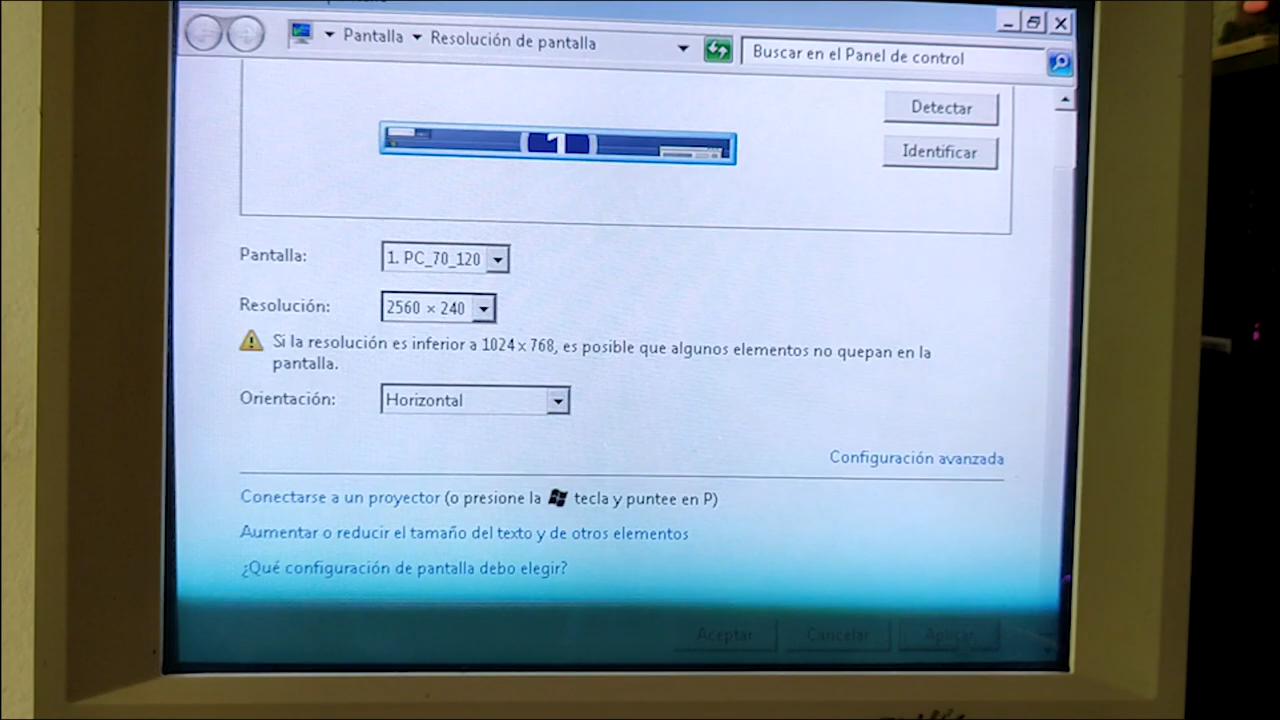 Pantalla Resolución de pantalla
Buscar en el Panel de control
Detectar
1
Identificar
Pantalla: 1. PC_70_120
Resolución: 2560 × 240
Si la resolución es inferior a 1024 x 768, es posible que algunos elementos no quepan en la
pantalla.
Orientación: Horizontal
Configuración avanzada
Conectarse a un proyector (o presione la tecla y puntee en P)
Aumentar o reducir el tamaño del texto y de otros elementos
¿Qué configuración de pantalla debo elegir?
Aceptar Cancelar Aplicar